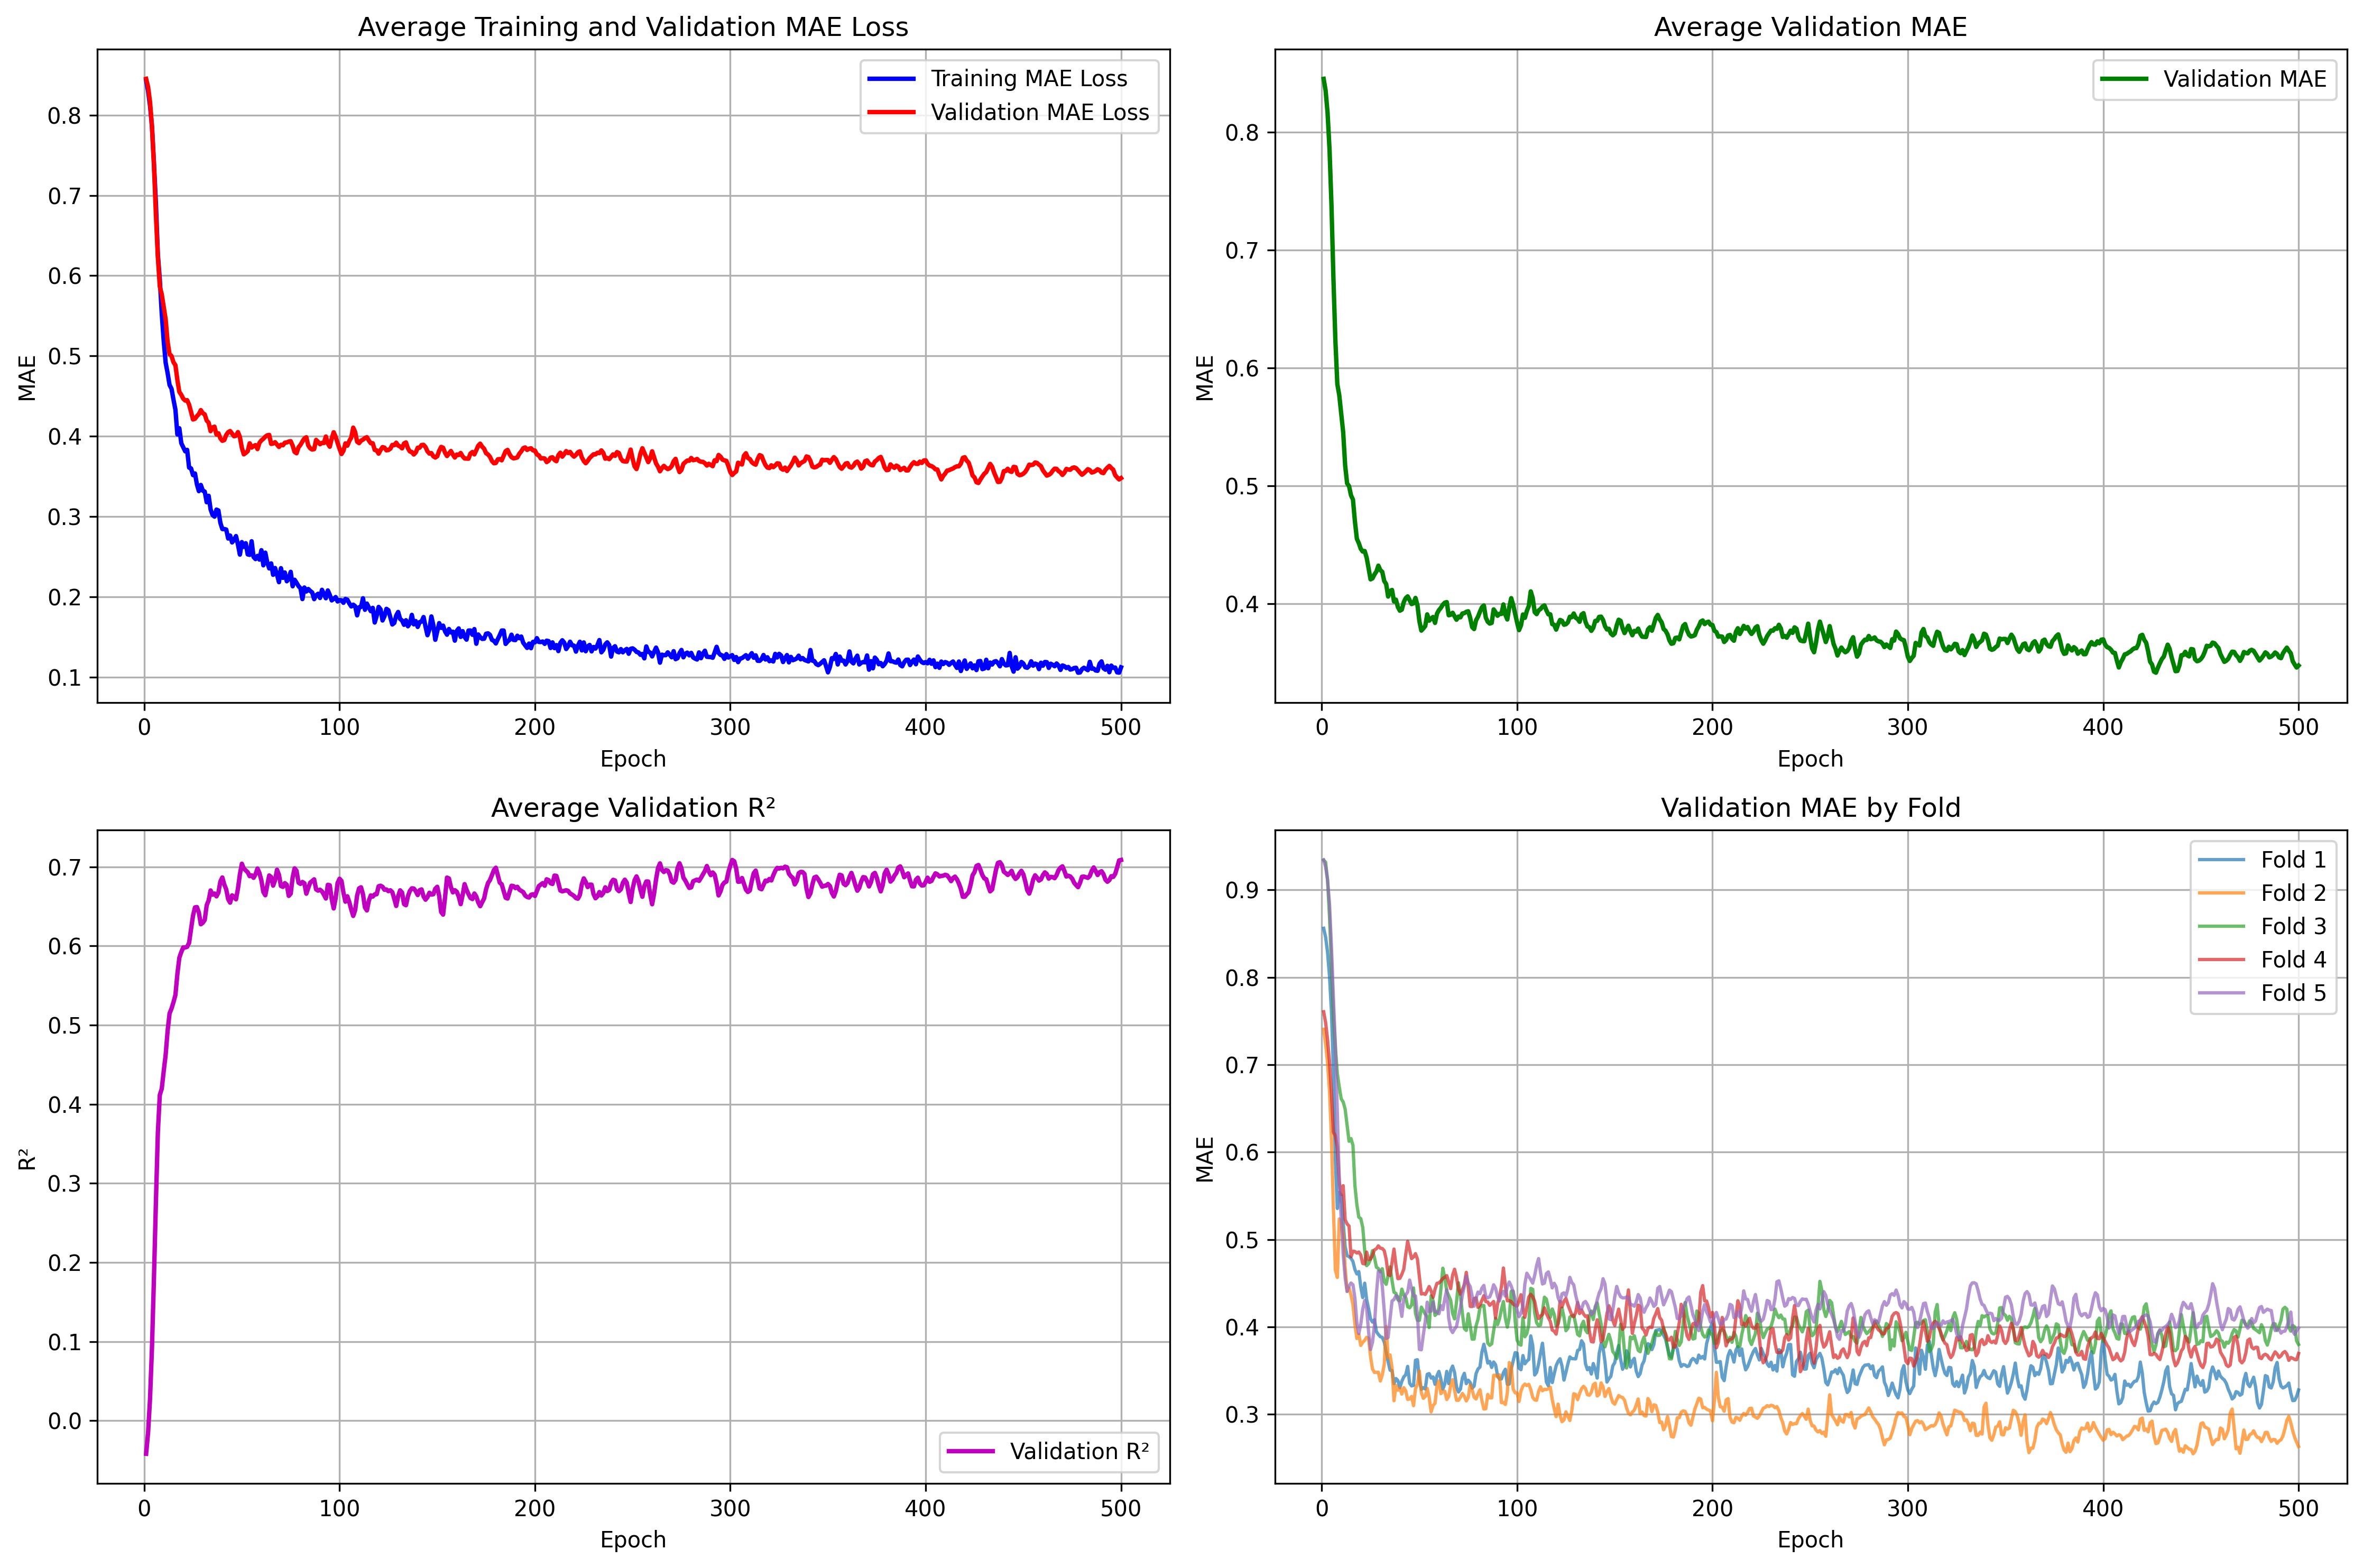 Average Training and Validation MAE Loss
Training MAE Loss
Validation MAE Loss
MAE
0.8
0.7
0.6
0.5
0.4
0.3
0.2
0.1
0 100 200 300 400 500
Epoch
Average Validation MAE
Validation MAE
MAE
0.8
0.7
0.6
0.5
0.4
0 100 200 300 400 500
Epoch
Average Validation R²
R²
0.7
0.6
0.5
0.4
0.3
0.2
0.1
0.0
Validation R²
0 100 200 300 400 500
Epoch
Validation MAE by Fold
Fold 1
Fold 2
Fold 3
Fold 4
Fold 5
MAE
0.9
0.8
0.7
0.6
0.5
0.4
0.3
0 100 200 300 400 500
Epoch